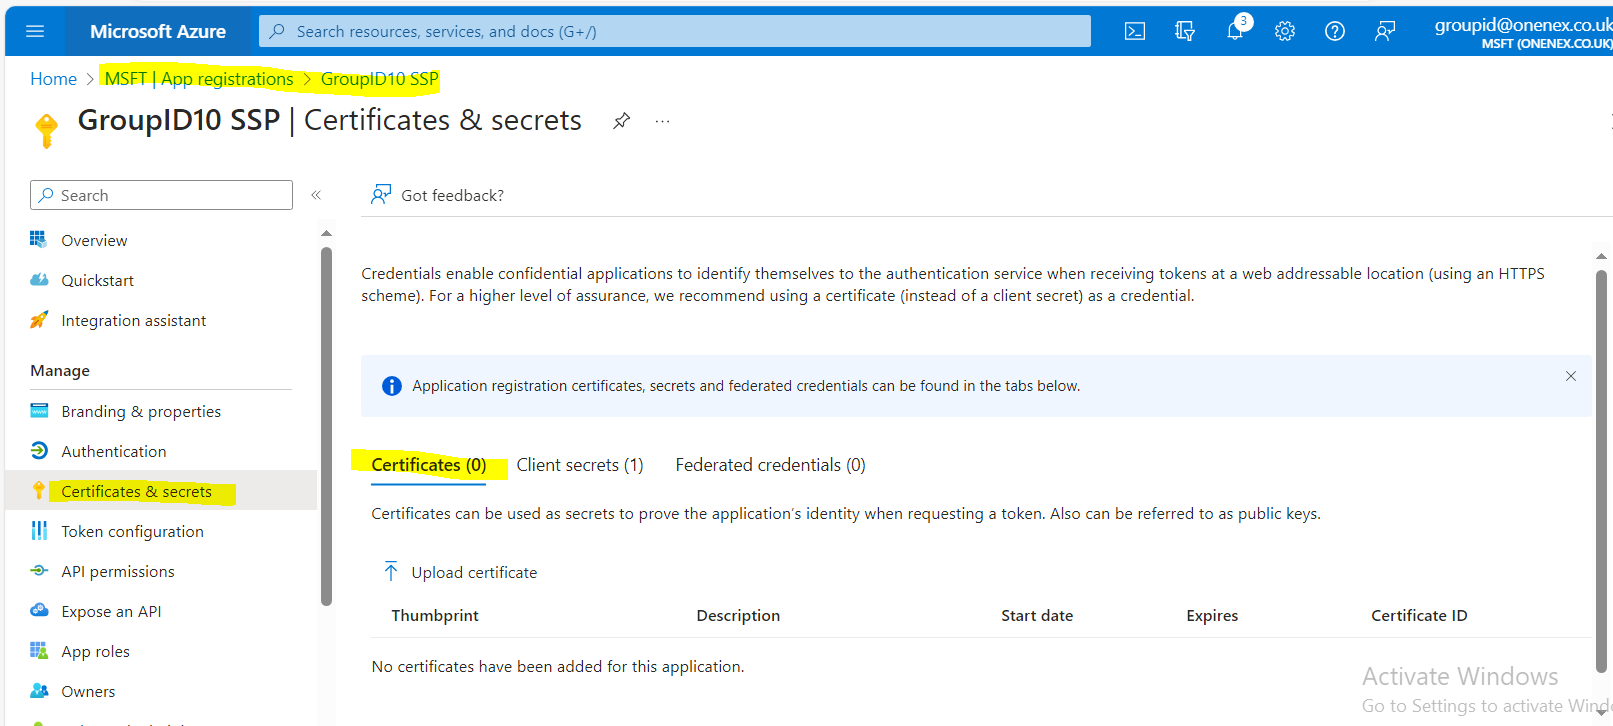 Microsoft Azure
Search resources, services, and docs (G+/)
3
groupid@onenex.co.uk
MSFT (ONENEX.CO.UK)
Home > MSFT | App registrations > GroupID10 SSP
GroupID10 SSP | Certificates & secrets
Search
Got feedback?
Overview
Quickstart
Integration assistant
Manage
Branding & properties
Authentication
Certificates & secrets
Token configuration
API permissions
Expose an API
App roles
Owners
Credentials enable confidential applications to identify themselves to the authentication service when receiving tokens at a web addressable location (using an HTTPS
scheme). For a higher level of assurance, we recommend using a certificate (instead of a client secret) as a credential.
Application registration certificates, secrets and federated credentials can be found in the tabs below.
Certificates (0) Client secrets (1) Federated credentials (0)
Certificates can be used as secrets to prove the application's identity when requesting a token. Also can be referred to as public keys.
Upload certificate
Thumbprint Description Start date Expires Certificate ID
No certificates have been added for this application.
Activate Windows
Go to Settings to activate Wind